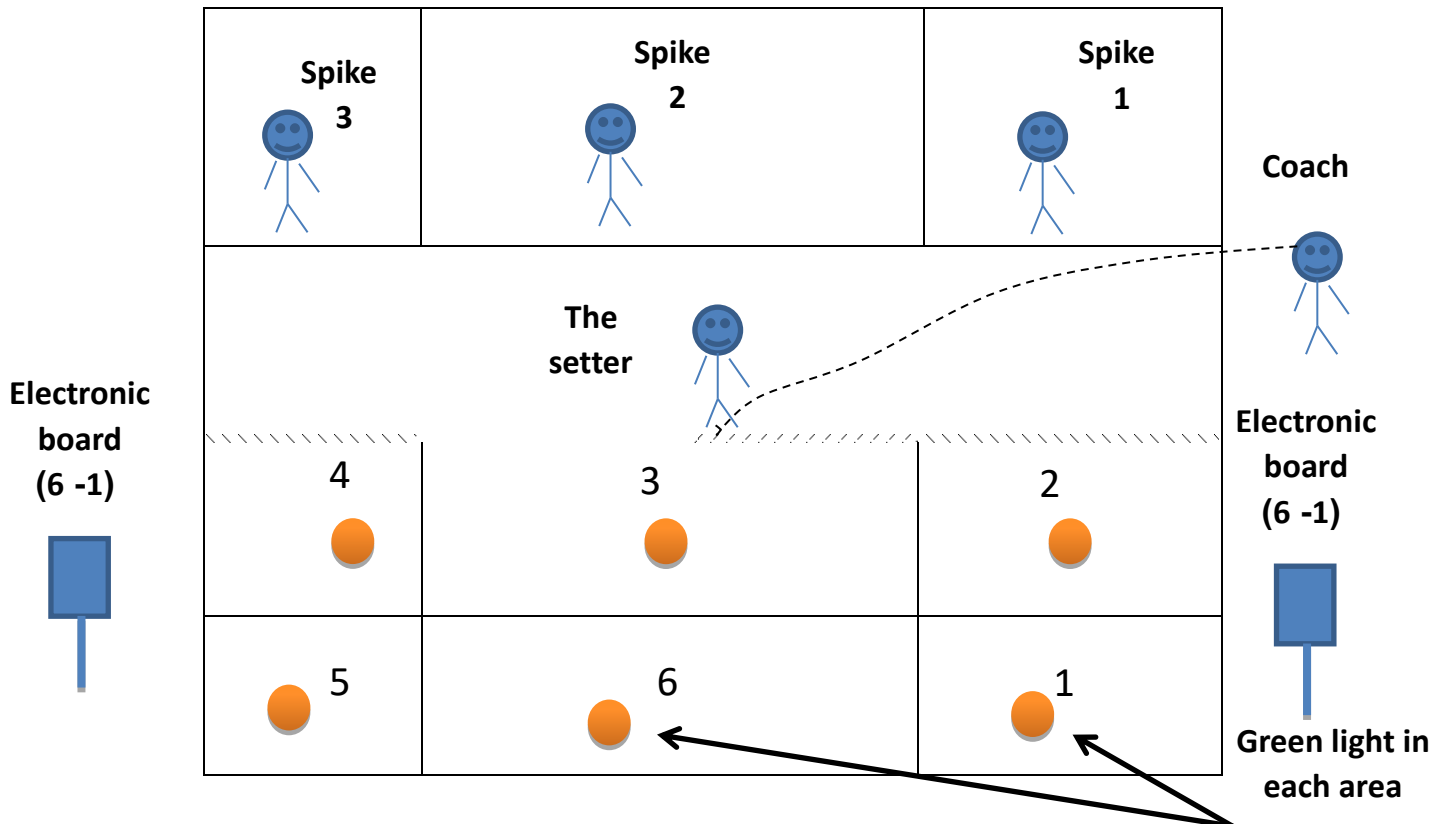 Spike
3
Spike
2
Spike
1
Coach
The
setter
Electronic
board
(6 -1)
Electronic
board
(6 -1)
4
3
2
5
6
1
Green light in
each area